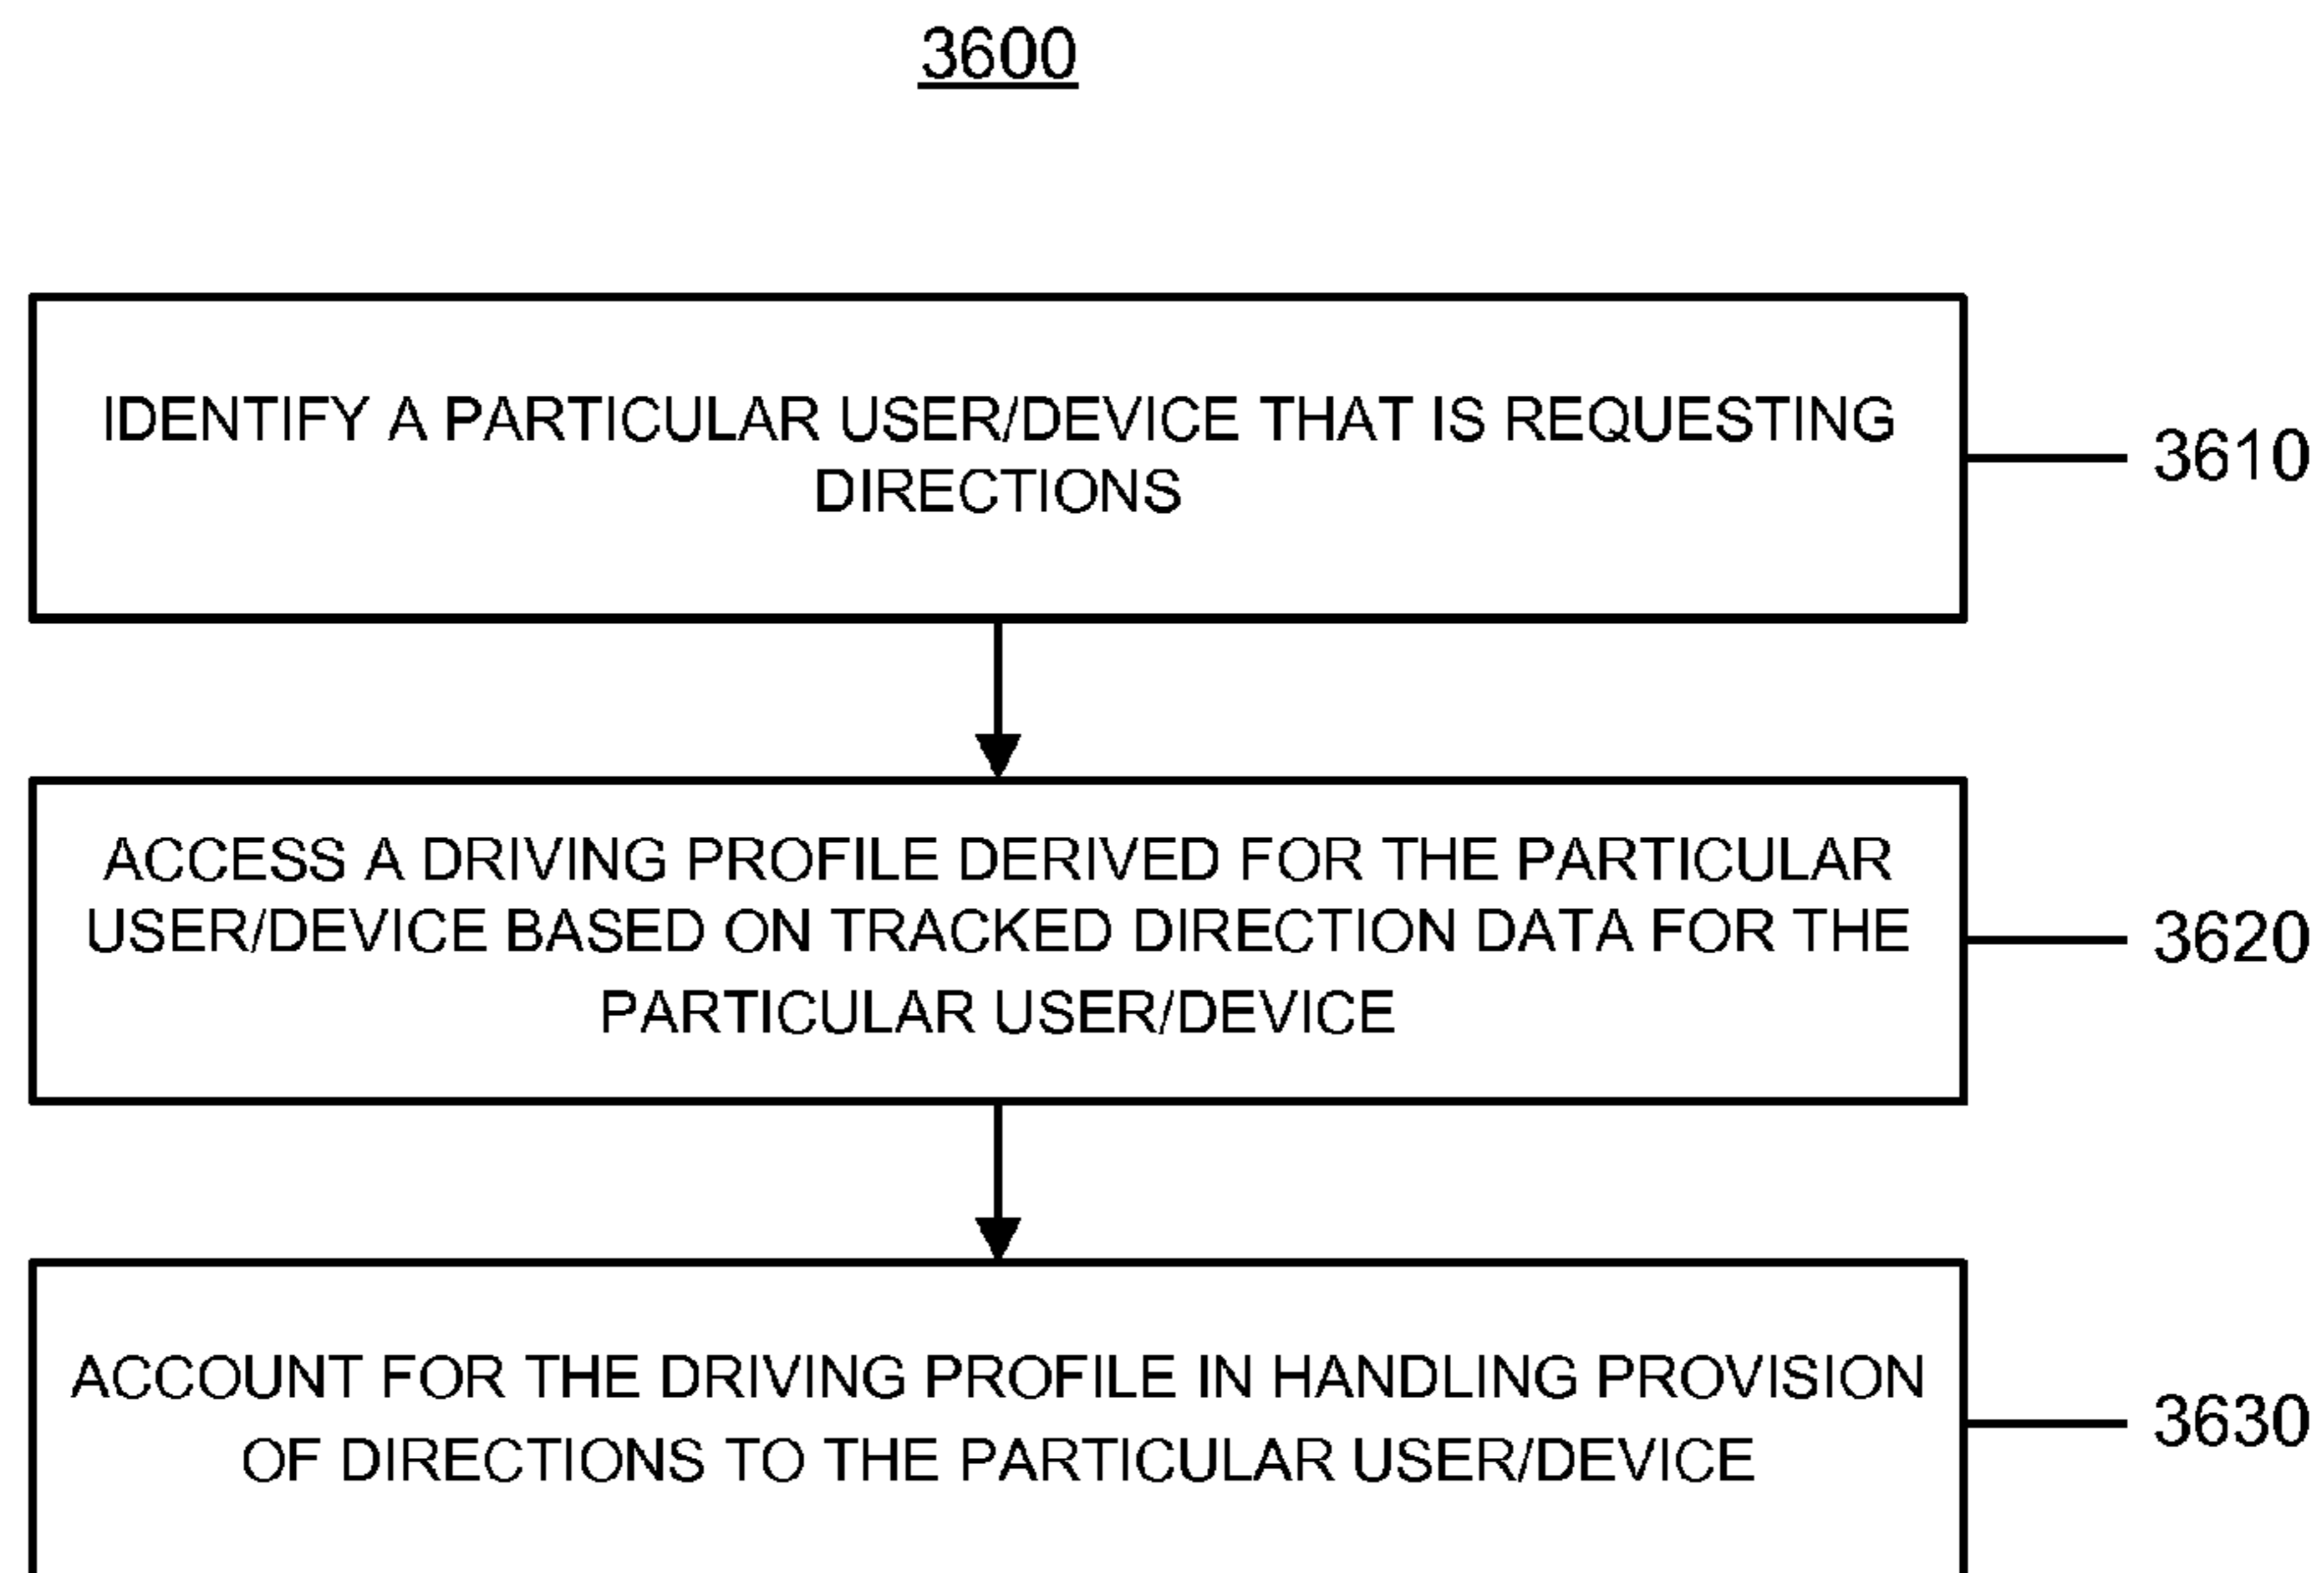 3600
IDENTIFY A PARTICULAR USER/DEVICE THAT IS REQUESTING
DIRECTIONS
3610
ACCESS A DRIVING PROFILE DERIVED FOR THE PARTICULAR
USER/DEVICE BASED ON TRACKED DIRECTION DATA FOR THE
PARTICULAR USER/DEVICE
3620
ACCOUNT FOR THE DRIVING PROFILE IN HANDLING PROVISION
OF DIRECTIONS TO THE PARTICULAR USER/DEVICE
3630